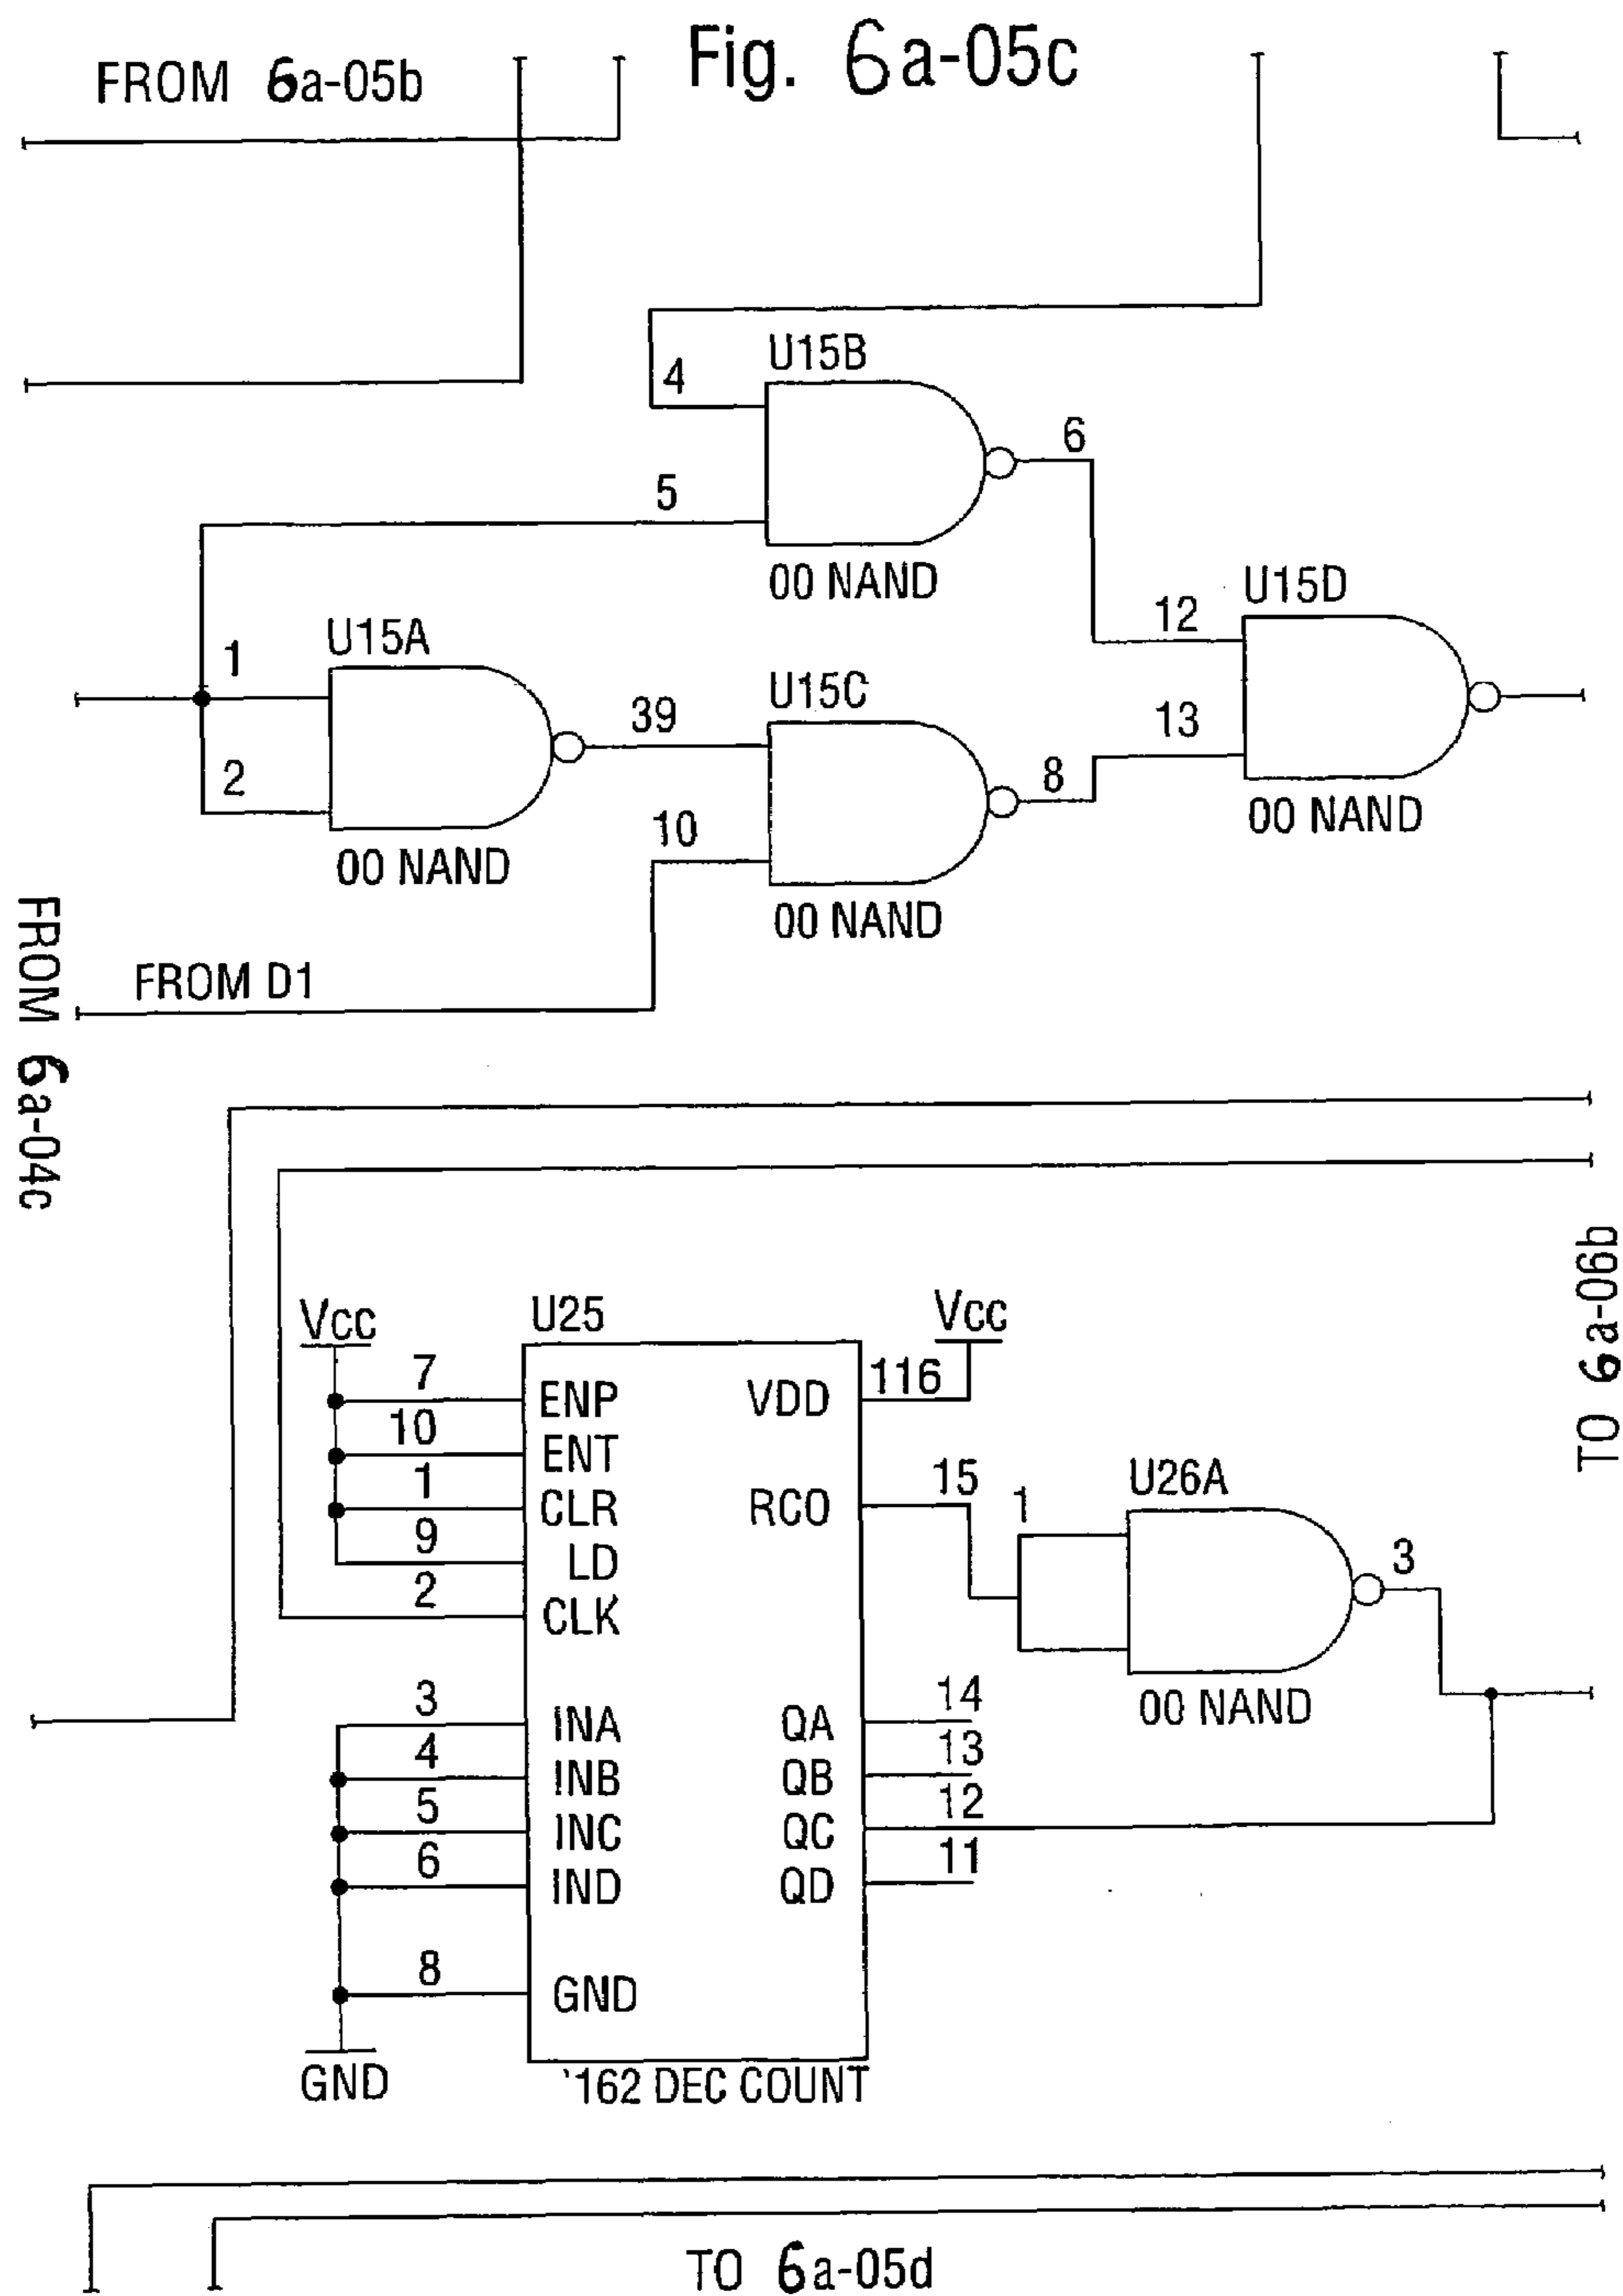 Fig. 6a-05c
FROM 6a-05b
U15B
4
6
5
00 NAND
U15D
12
U15A
1
U15C
39
13
2
8
10
00 NAND
00 NAND
00 NAND
FROM D1
FROM 6a-04c
TO 6a-06b
U25
Vcc
Vcc
7
ENP
VDD
116
10
ENT
1
CLR
RCO
15
U26A
1
9
LD
3
2
CLK
00 NAND
3
INA
QA
14
4
INB
QB
13
5
INC
QC
12
6
IND
QD
11
8
GND
GND
'162 DEC COUNT
TO 6a-05d